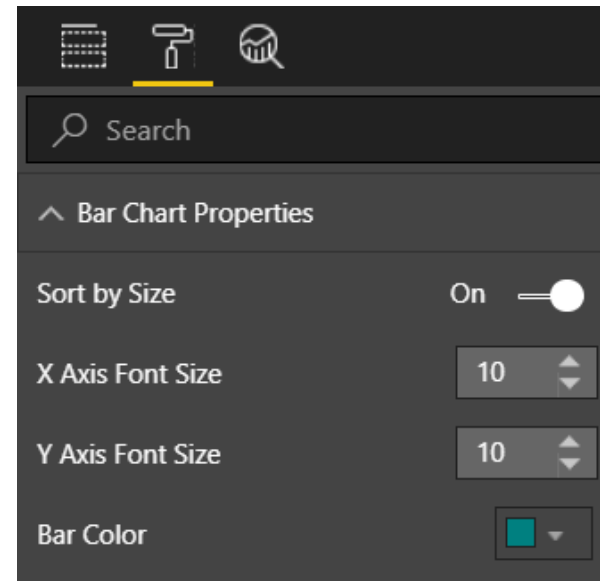 Search
Bar Chart Properties
Sort by Size On
X Axis Font Size 10
Y Axis Font Size 10
Bar Color